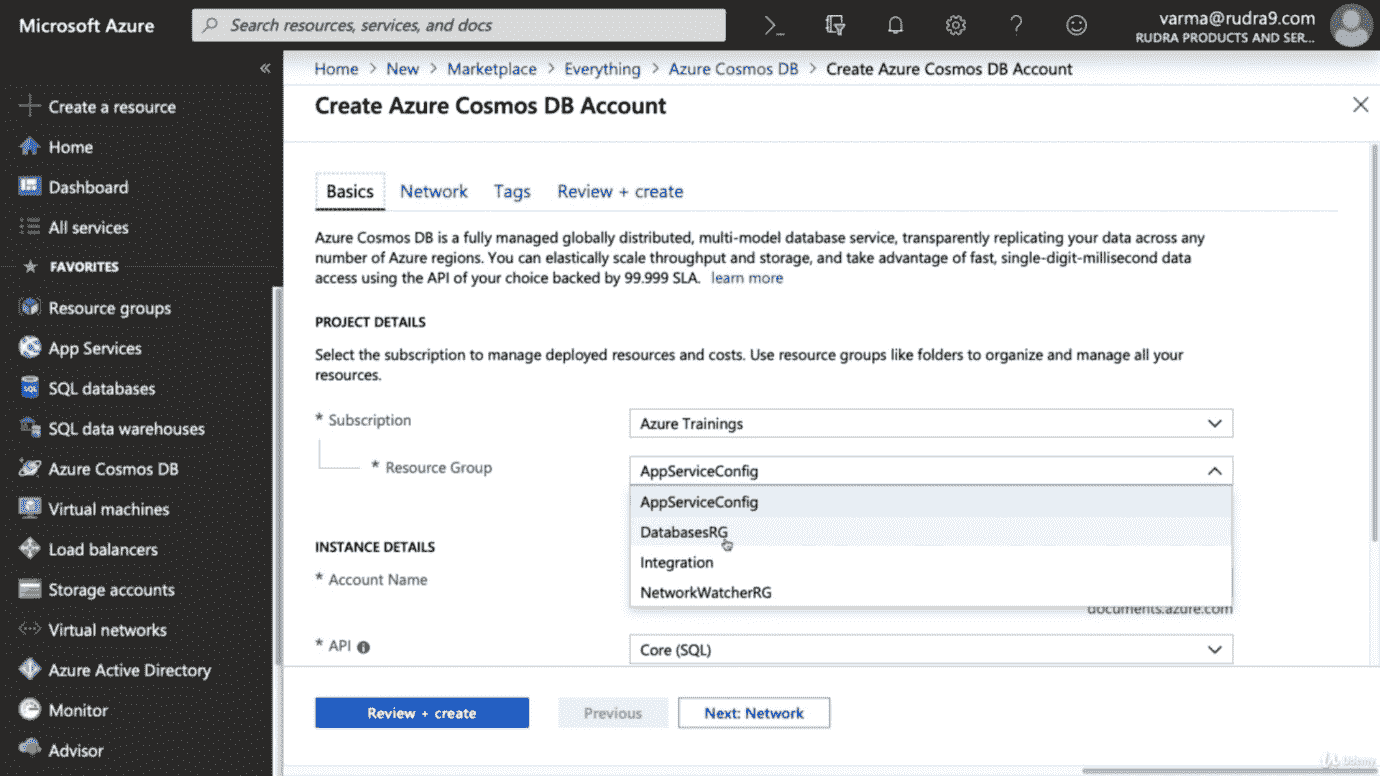 Microsoft Azure
Search resources, services, and docs
varma@rudra9.com
RUDRA PRODUCTS AND SER...
Create a resource
Home
Dashboard
All services
FAVORITES
Resource groups
App Services
SQL databases
SQL data warehouses
Azure Cosmos DB
Virtual machines
Load balancers
Storage accounts
Virtual networks
Azure Active Directory
Monitor
Advisor
Home > New > Marketplace > Everything > Azure Cosmos DB > Create Azure Cosmos DB Account
Create Azure Cosmos DB Account
Basics Network Tags Review + create
Azure Cosmos DB is a fully managed globally distributed, multi-model database service, transparently replicating your data across any
number of Azure regions. You can elastically scale throughput and storage, and take advantage of fast, single-digit-millisecond data
access using the API of your choice backed by 99.999 SLA. learn more
PROJECT DETAILS
Select the subscription to manage deployed resources and costs. Use resource groups like folders to organize and manage all your
resources.
* Subscription
Azure Trainings
* Resource Group
AppServiceConfig
AppServiceConfig
DatabasesRG
Integration
NetworkWatcherRG
INSTANCE DETAILS
* Account Name
documents.azure.com
* API
Core (SQL)
Review + create
Previous
Next: Network
Udemy